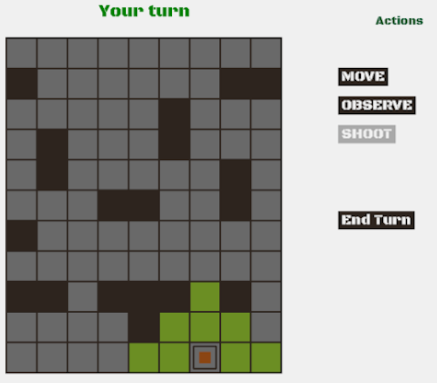 Your turn
Actions
MOVE
OBSERVE
SHOOT
End Turn